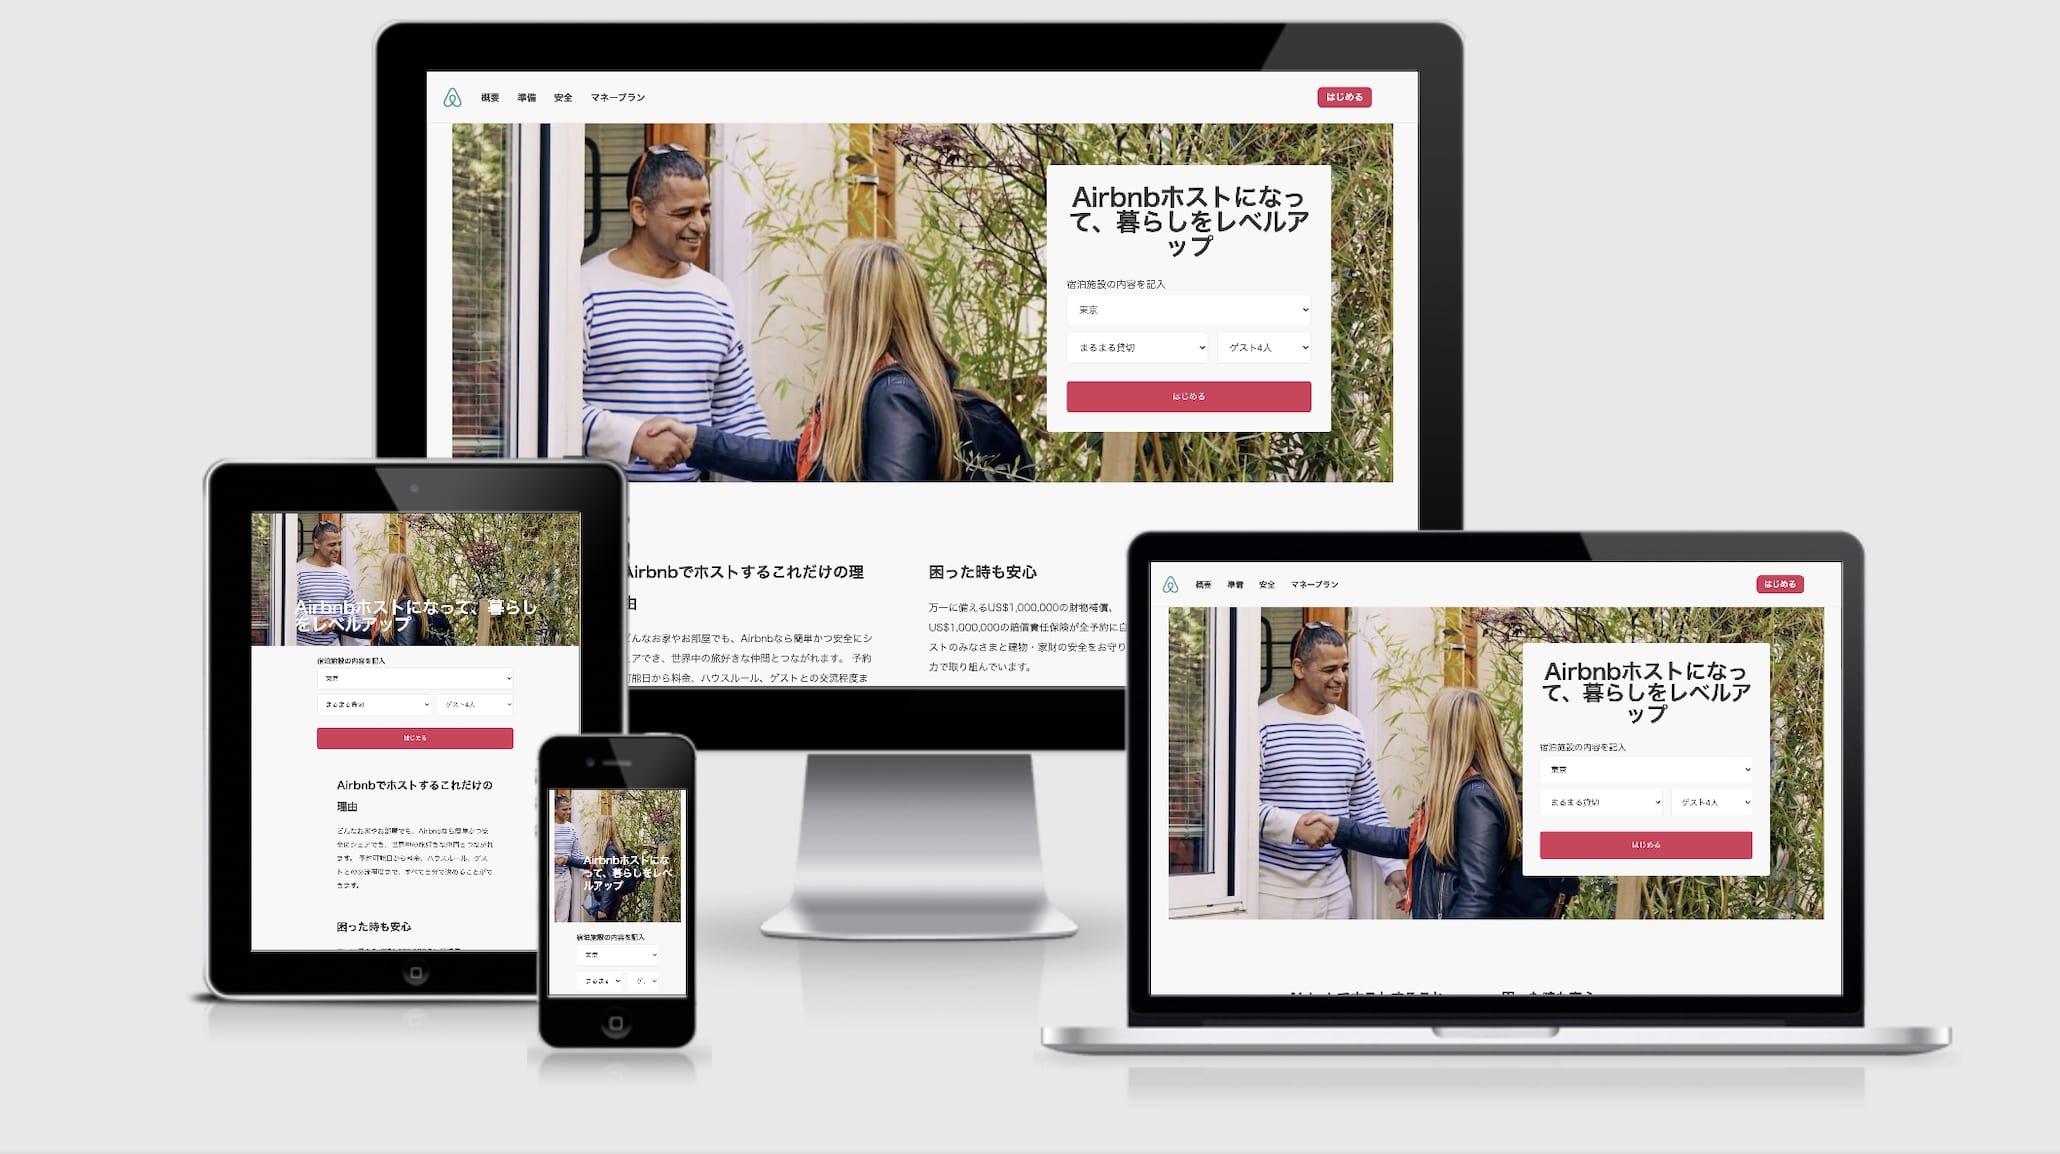 概要 準備 安全 マネープラン はじめる
Airbnbホストになっ
て、暮らしをレベルア
ップ
宿泊施設の内容を記入
東京
まるまる貸切 ゲスト4人
はじめる
Airbnbでホストするこれだけの理
由
どんなお家やお部屋でも、Airbnbなら簡単かつ安全にシ
ェアでき、世界中の旅好きな仲間とつながれます。 予約
可能日から料金、ハウスルール、ゲストとの交流程度ま
困った時も安心
万一に備えるUS$1,000,000の財物補償、
US$1,000,000の賠償責任保険が全予約に自
ストのみなさまと建物・家財の安全をお守り
力で取り組んでいます。
Airbnbホストになって、暮らし
をレベルアップ
宿泊施設の内容を記入
東京
まるまる貸切 ゲスト4人
はじめる
Airbnbでホストするこれだけの
理由
どんなお家やお部屋でも、Airbnbなら簡単かつ安
全にシェアでき、世界中の旅好きな仲間とつながれ
ます。 予約可能日から料金、ハウスルール、ゲス
トとの交流程度まで、すべて自分で決めることがで
きます。
困った時も安心
Airbnbホストにな
って、暮らしをレベ
ルアップ
宿泊施設の内容を記入
東京
まるま ゲ
概要 準備 安全 マネープラン はじめる
Airbnbホストになっ
て、暮らしをレベルア
ップ
宿泊施設の内容を記入
東京
まるまる貸切 ゲスト4人
はじめる
困った時も安心